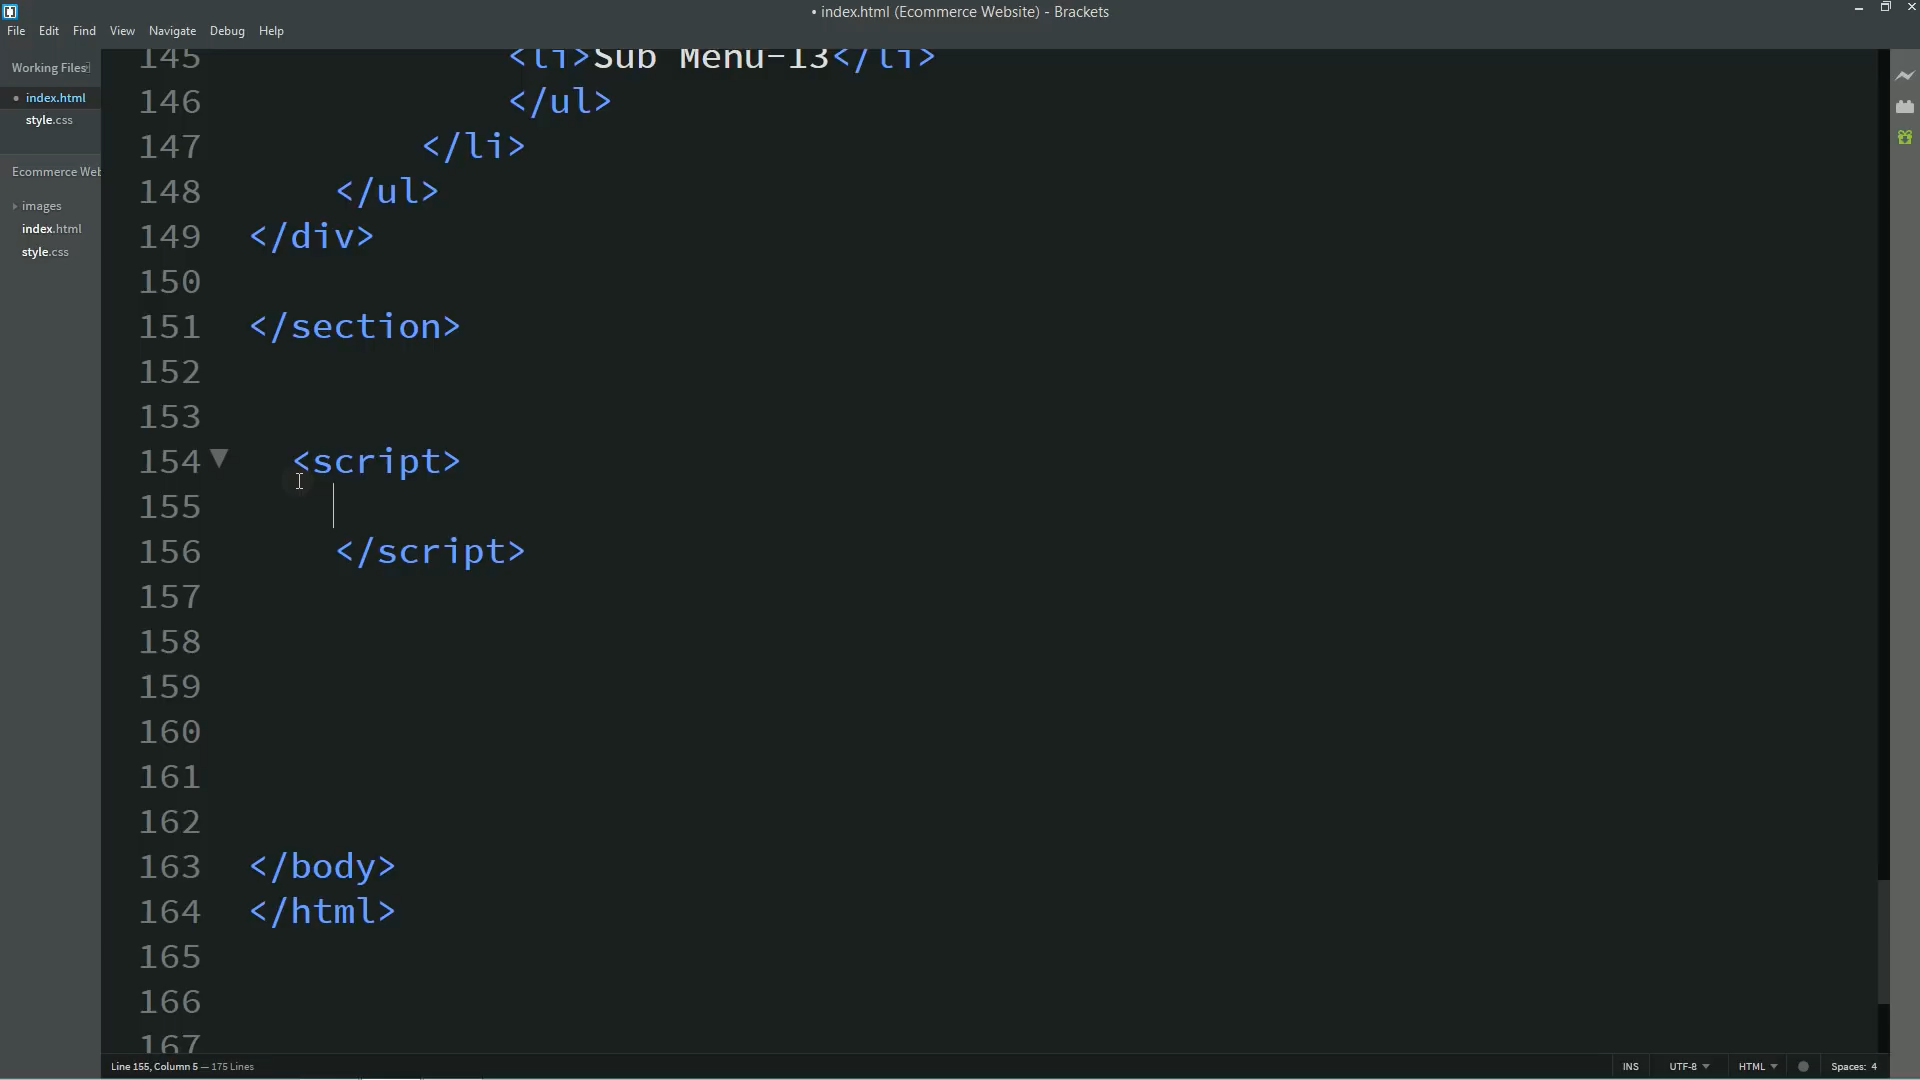 • index.html (Ecommerce Website) - Brackets
File Edit Find View Navigate Debug Help
Working Files
• index.html
style.css
Ecommerce Web
images
index.html
style.css
145 <li>Sub Menu-13</li>
146 </ul>
147 </li>
148 </ul>
149 </div>
150
151 </section>
152
153
154 <script>
155
156 </script>
157
158
159
160
161
162
163 </body>
164 </html>
165
166
167
Line 155, Column 5 — 175 Lines
INS UTF-8 HTML Spaces: 4